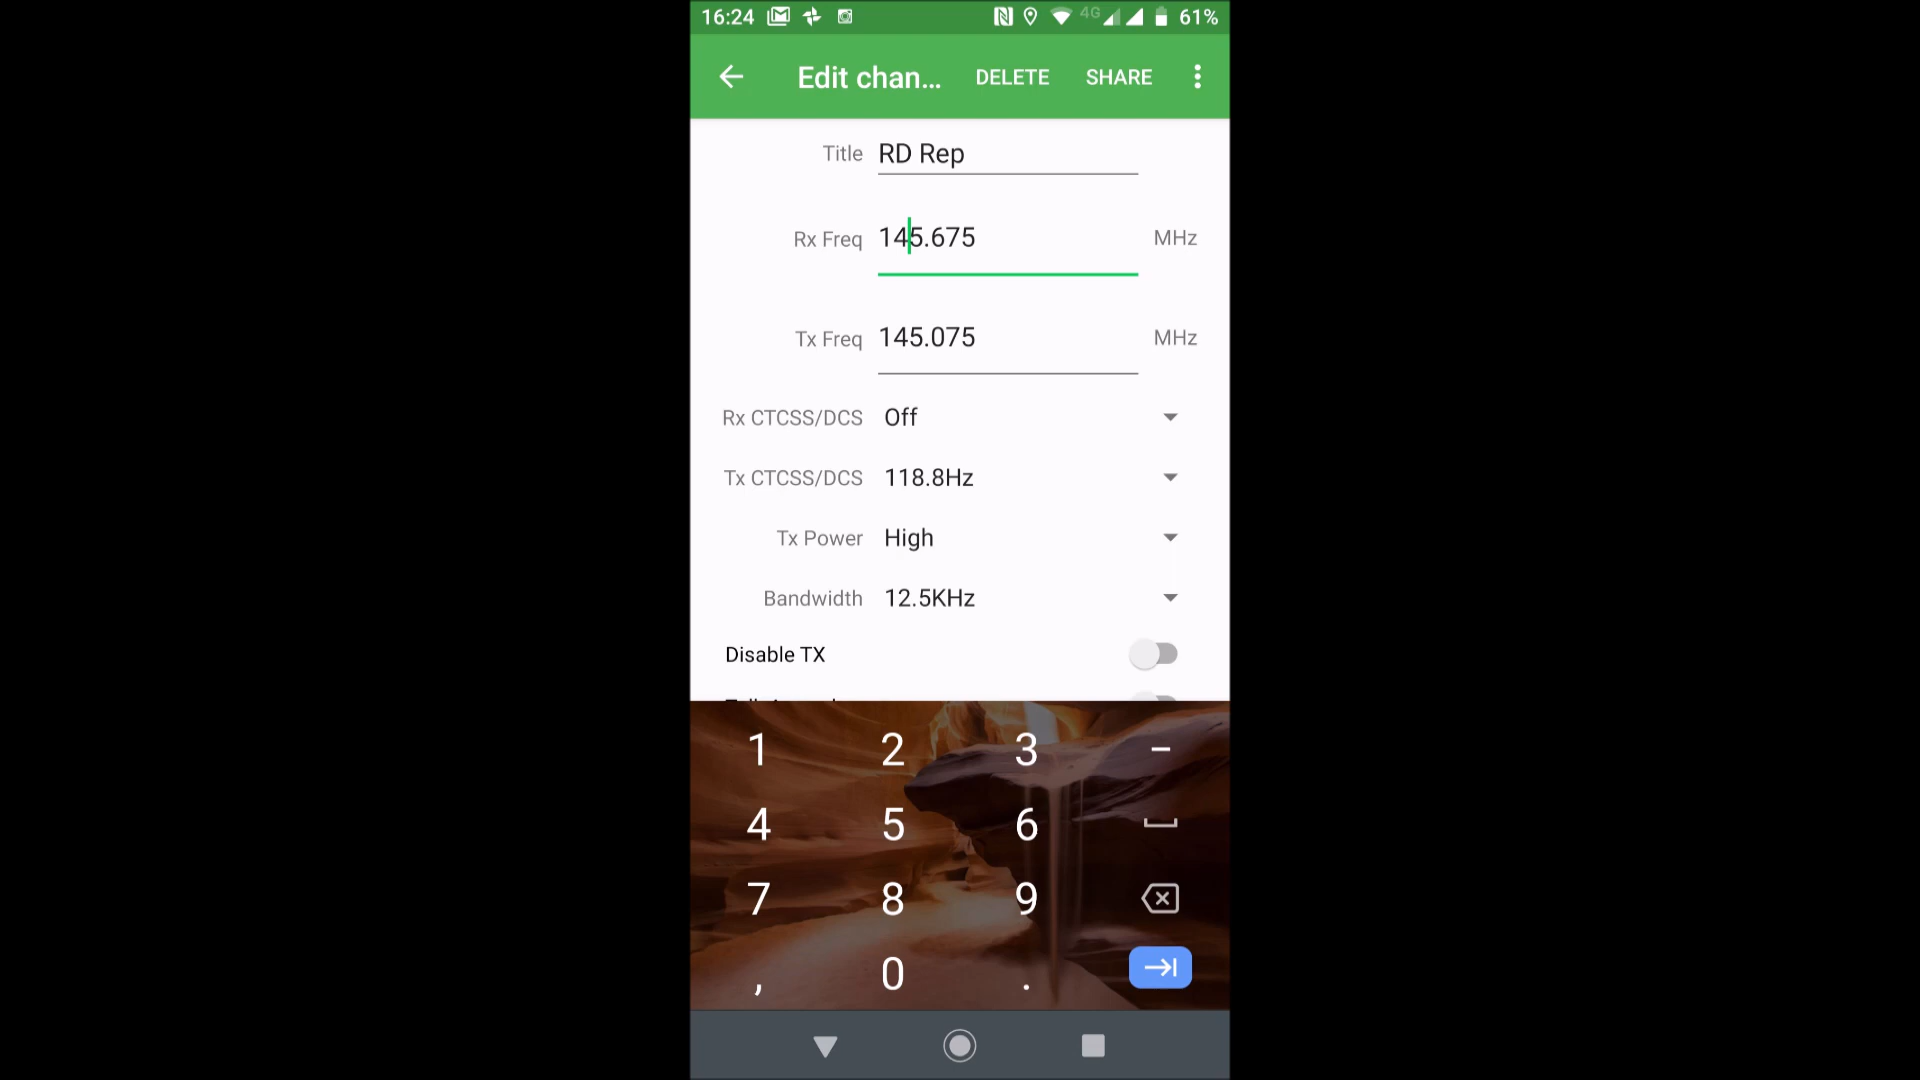 16:24 4G 61%
Edit chan... DELETE SHARE
Title RD Rep
Rx Freq 145.675 MHz
Tx Freq 145.075 MHz
Rx CTCSS/DCS Off
Tx CTCSS/DCS 118.8Hz
Tx Power High
Bandwidth 12.5KHz
Disable TX
1 2 3 -
4 5 6
7 8 9
, 0 .